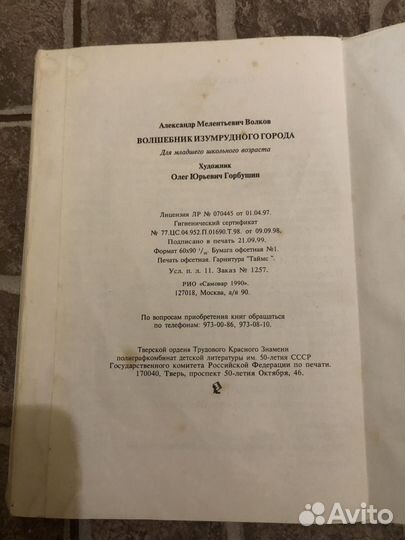 Александр Мелентьевич Волков
ВОЛШЕБНИК ИЗУМРУДНОГО ГОРОДА
Для младшего школьного возраста
Художник
Олег Юрьевич Горбушин
Лицензия ЛР № 070445 от 01.04.97.
Гигиенический сертификат
№ 77.ЦС.04.952.П.01690.Т.98. от 09.09.98.
Подписано в печать 21.09.99.
Формат 60х90 1/16. Бумага офсетная №1.
Печать офсетная. Гарнитура "Таймс ".
Усл. п. л. 11. Заказ № 1257.
РИО «Самовар 1990».
127018, Москва, а/я 90.
По вопросам приобретения книг обращаться
по телефонам: 973-00-86, 973-08-10.
Тверской ордена Трудового Красного Знамени
полиграфкомбинат детской литературы им. 50-летия СССР
Государственного комитета Российской Федерации по печати.
170040, Тверь, проспект 50-летия Октября, 46.
Avito